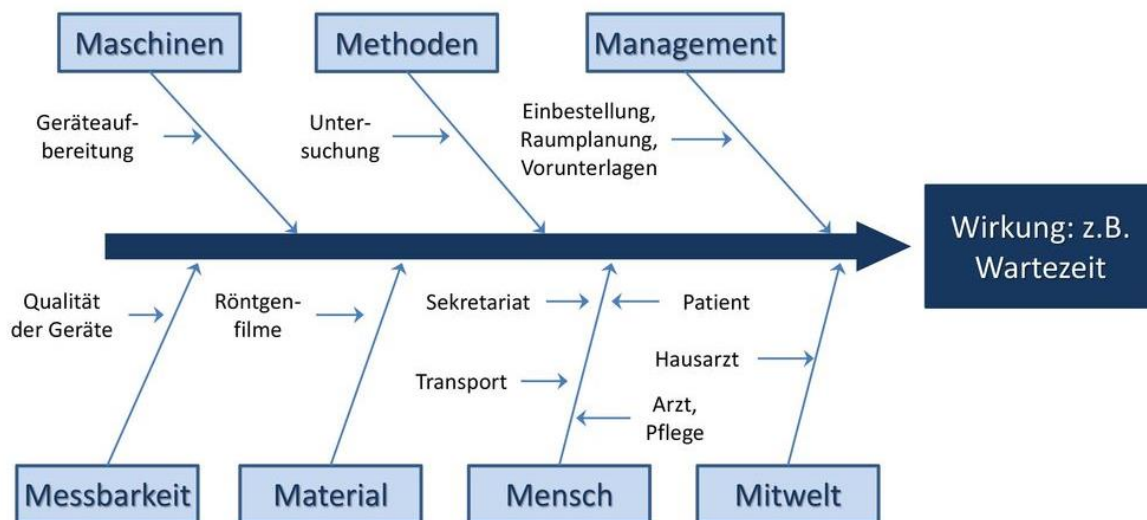 Maschinen
Methoden
Management
Geräteauf-
bereitung
Unter-
suchung
Einbestellung,
Raumplanung,
Vorunterlagen
Wirkung: z.B.
Wartezeit
Qualität
der Geräte
Röntgen-
filme
Sekretariat
Patient
Transport
Hausarzt
Arzt,
Pflege
Messbarkeit
Material
Mensch
Mitwelt